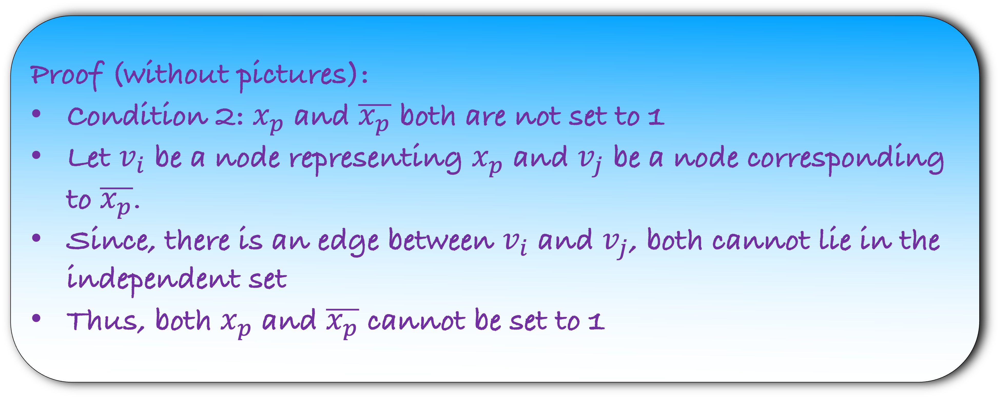 Proof (without pictures):
• Condition 2: $x_p$ and $\overline{x_p}$ both are not set to 1
• Let $v_i$ be a node representing $x_p$ and $v_j$ be a node corresponding
to $\overline{x_p}$.
• Since, there is an edge between $v_i$ and $v_j$, both cannot lie in the
independent set
• Thus, both $x_p$ and $\overline{x_p}$ cannot be set to 1